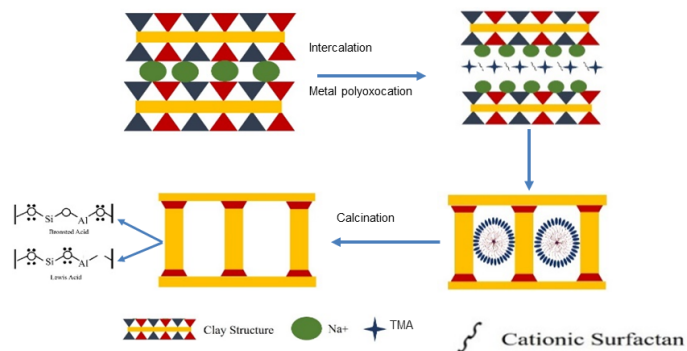 Intercalation
Metal polyoxocation
Calcination
Si
Al
Bronsted Acid
Si
Al
Lewis Acid
Clay Structure
Na+
TMA
Cationic Surfactan